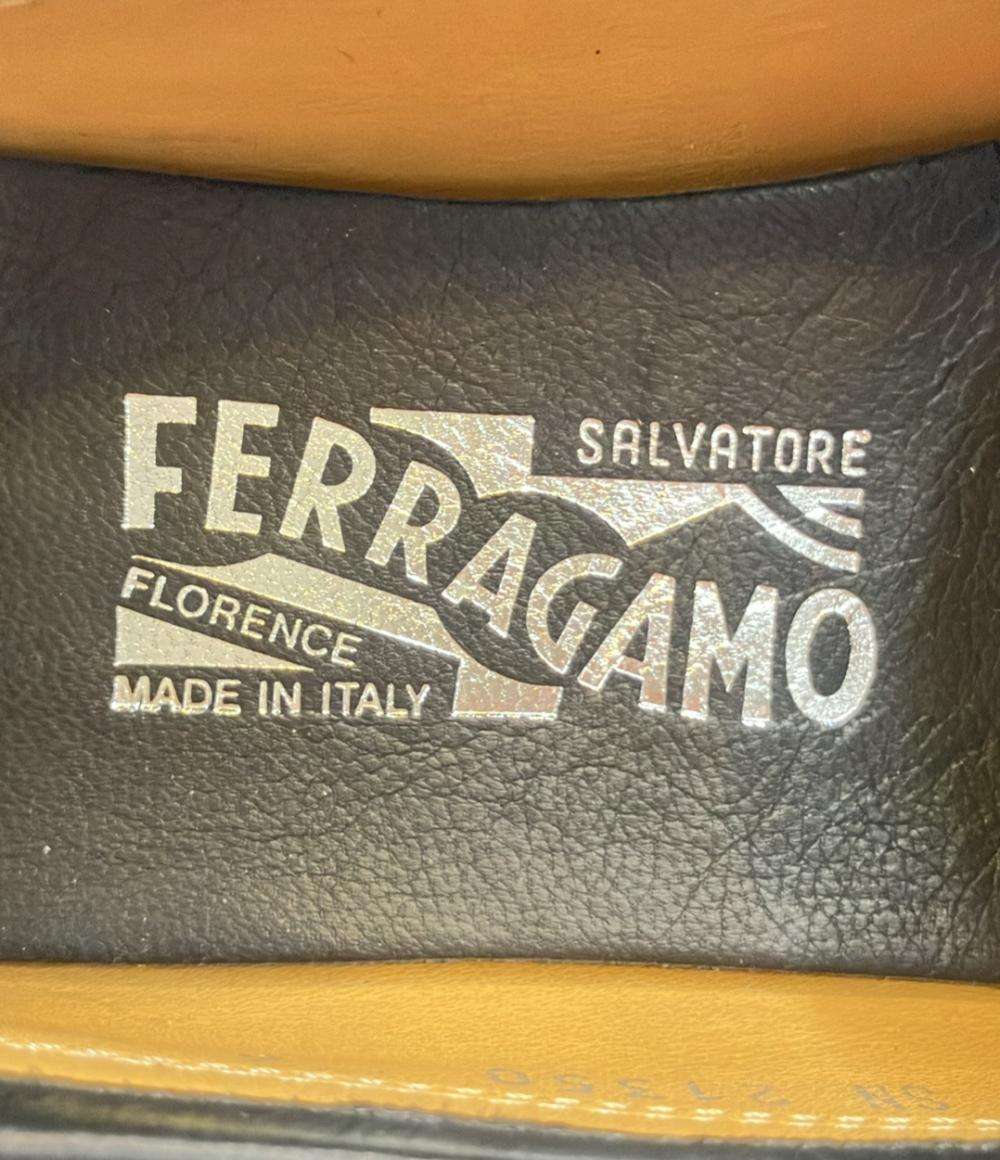 SALVATORE
FERRAGAMO
FLORENCE
MADE IN ITALY